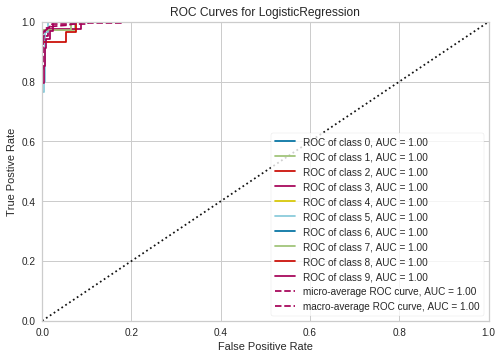 ROC Curves for LogisticRegression
1.0
0.8
0.6
0.4
0.2
0.0
True Postive Rate
ROC of class 0, AUC = 1.00
ROC of class 1, AUC = 1.00
ROC of class 2, AUC = 1.00
ROC of class 3, AUC = 1.00
ROC of class 4, AUC = 1.00
ROC of class 5, AUC = 1.00
ROC of class 6, AUC = 1.00
ROC of class 7, AUC = 1.00
ROC of class 8, AUC = 1.00
ROC of class 9, AUC = 1.00
micro-average ROC curve, AUC = 1.00
macro-average ROC curve, AUC = 1.00
0.0 0.2 0.4 0.6 0.8 1.0
False Positive Rate